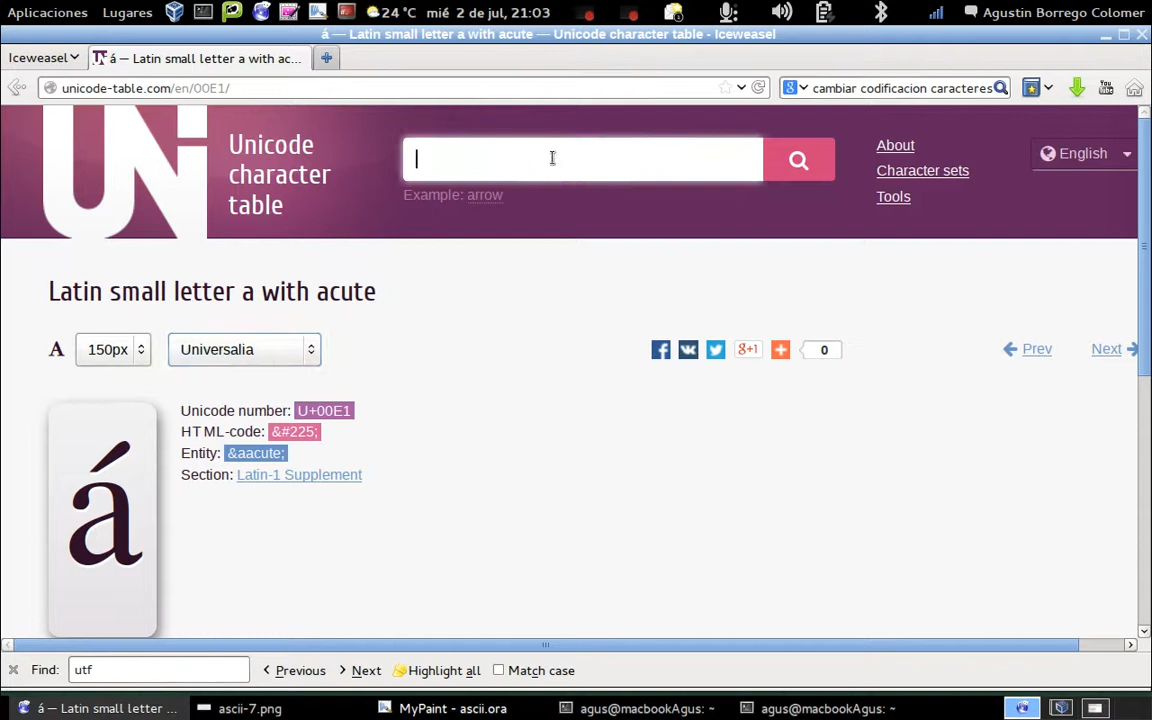 Aplicaciones Lugares 24 °C mié 2 de jul, 21:03 Agustin Borrego Colomer
á — Latin small letter a with acute — Unicode character table - Iceweasel
Iceweasel á — Latin small letter a with ac...
unicode-table.com/en/00E1/ cambiar codificacion caracteres
UNi
Unicode
character
table
Example: arrow
About
Character sets
Tools
English
Latin small letter a with acute
A 150px Universalia g+1 0 Prev Next
á
Unicode number: U+00E1
HTML-code: &#225;
Entity: &aacute;
Section: Latin-1 Supplement
Find: utf Previous Next Highlight all Match case
á — Latin small letter ... ascii-7.png MyPaint - ascii.ora agus@macbookAgus: ~ agus@macbookAgus: ~